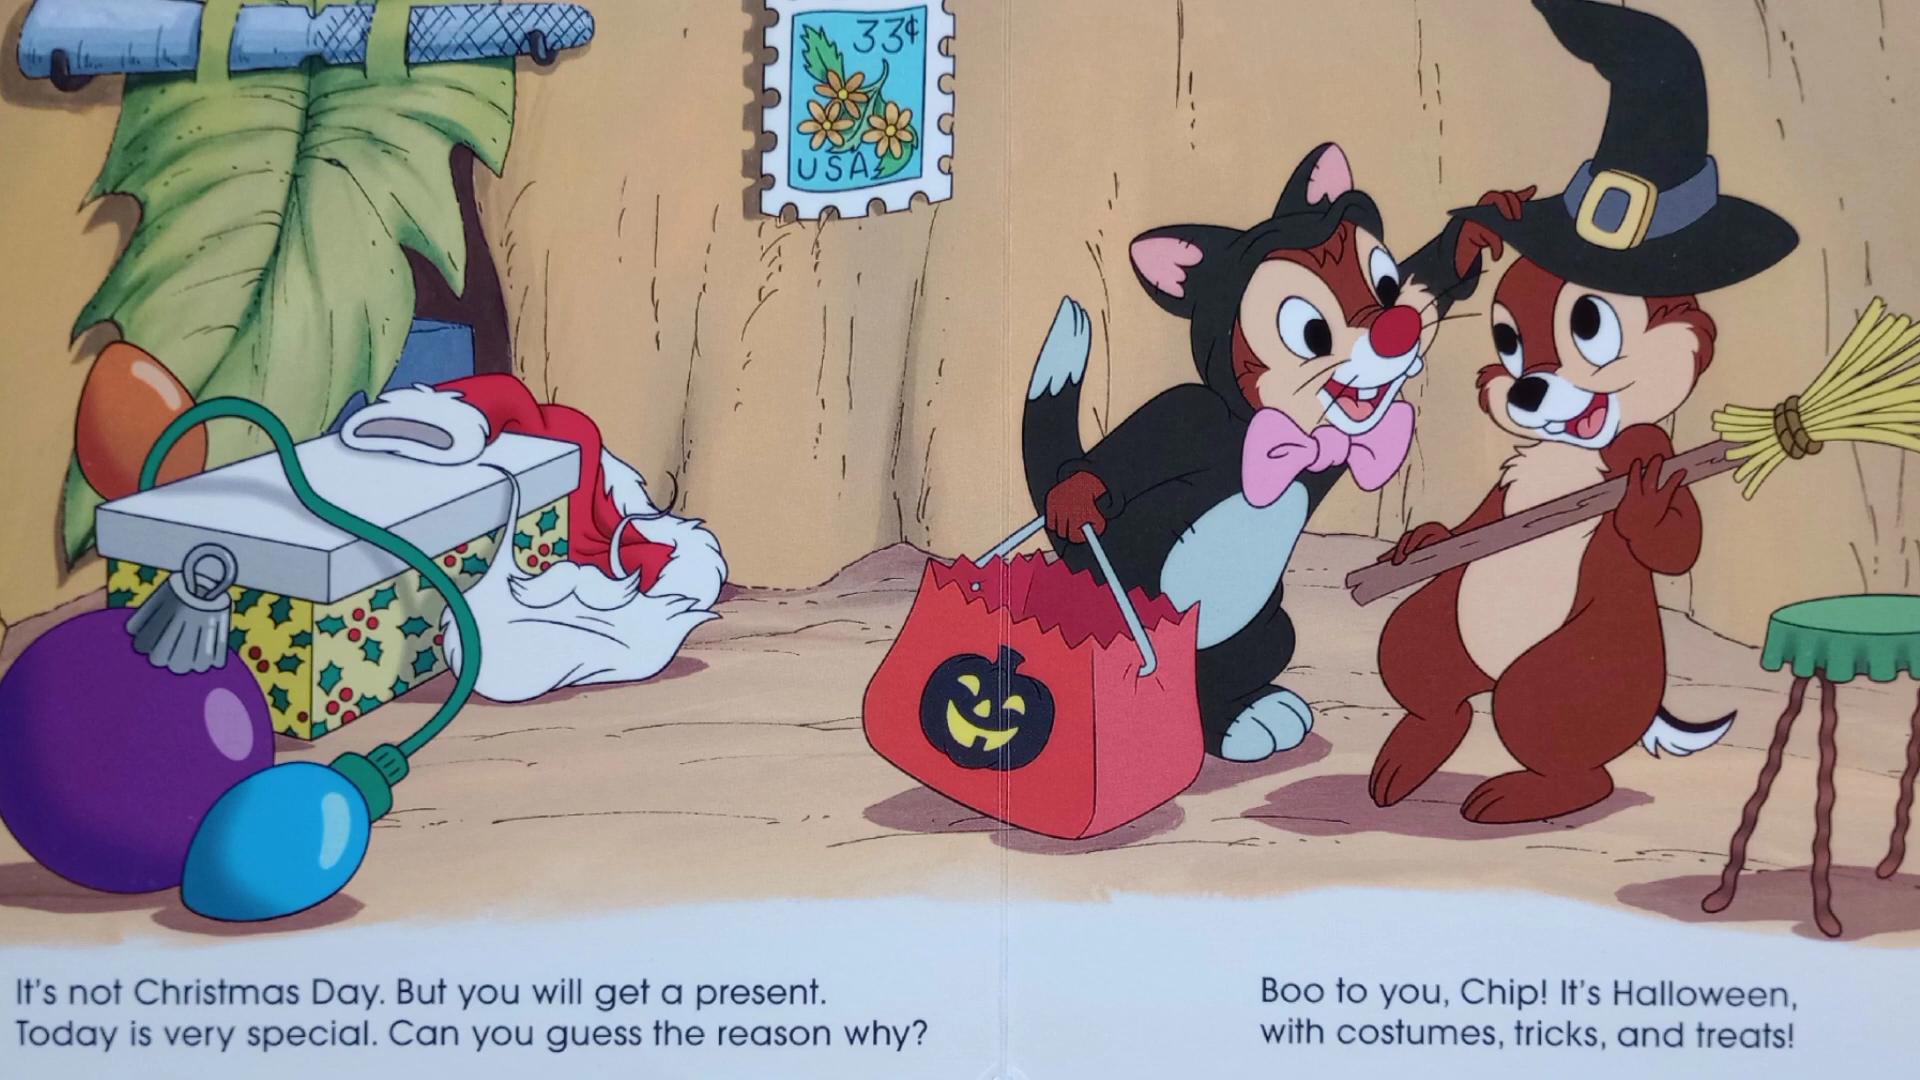 33¢
USA
It's not Christmas Day. But you will get a present.
Today is very special. Can you guess the reason why?
Boo to you, Chip! It's Halloween,
with costumes, tricks, and treats!